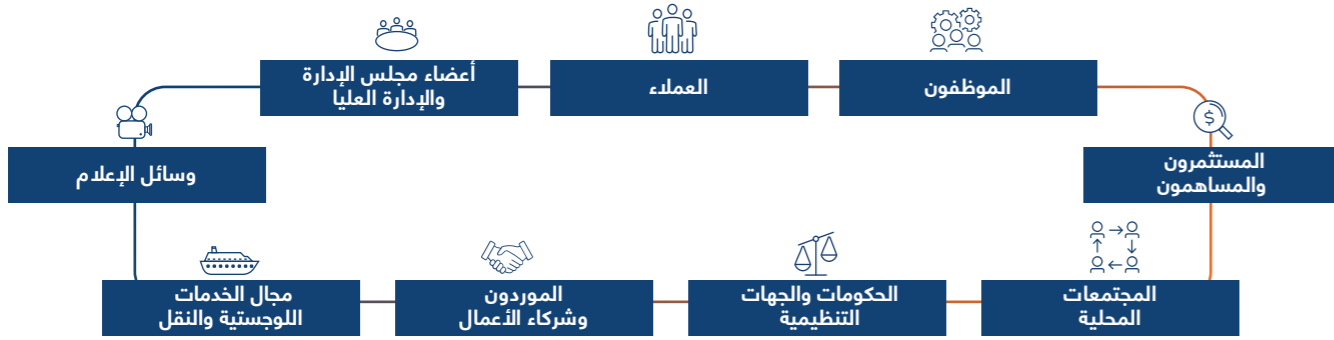 الموظفون
العملاء
أعضاء مجلس الإدارة
والإدارة العليا
المستثمرون
والمساهمون
وسائل الإعلام
المجتمعات
المحلية
الحكومات والجهات
التنظيمية
الموردون
وشركاء الأعمال
مجال الخدمات
اللوجستية والنقل
$